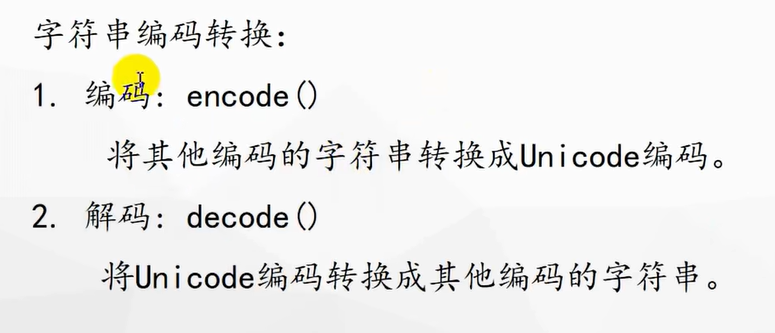 字符串编码转换：
1. 编码：encode()
将其他编码的字符串转换成Unicode编码。
2. 解码：decode()
将Unicode编码转换成其他编码的字符串。